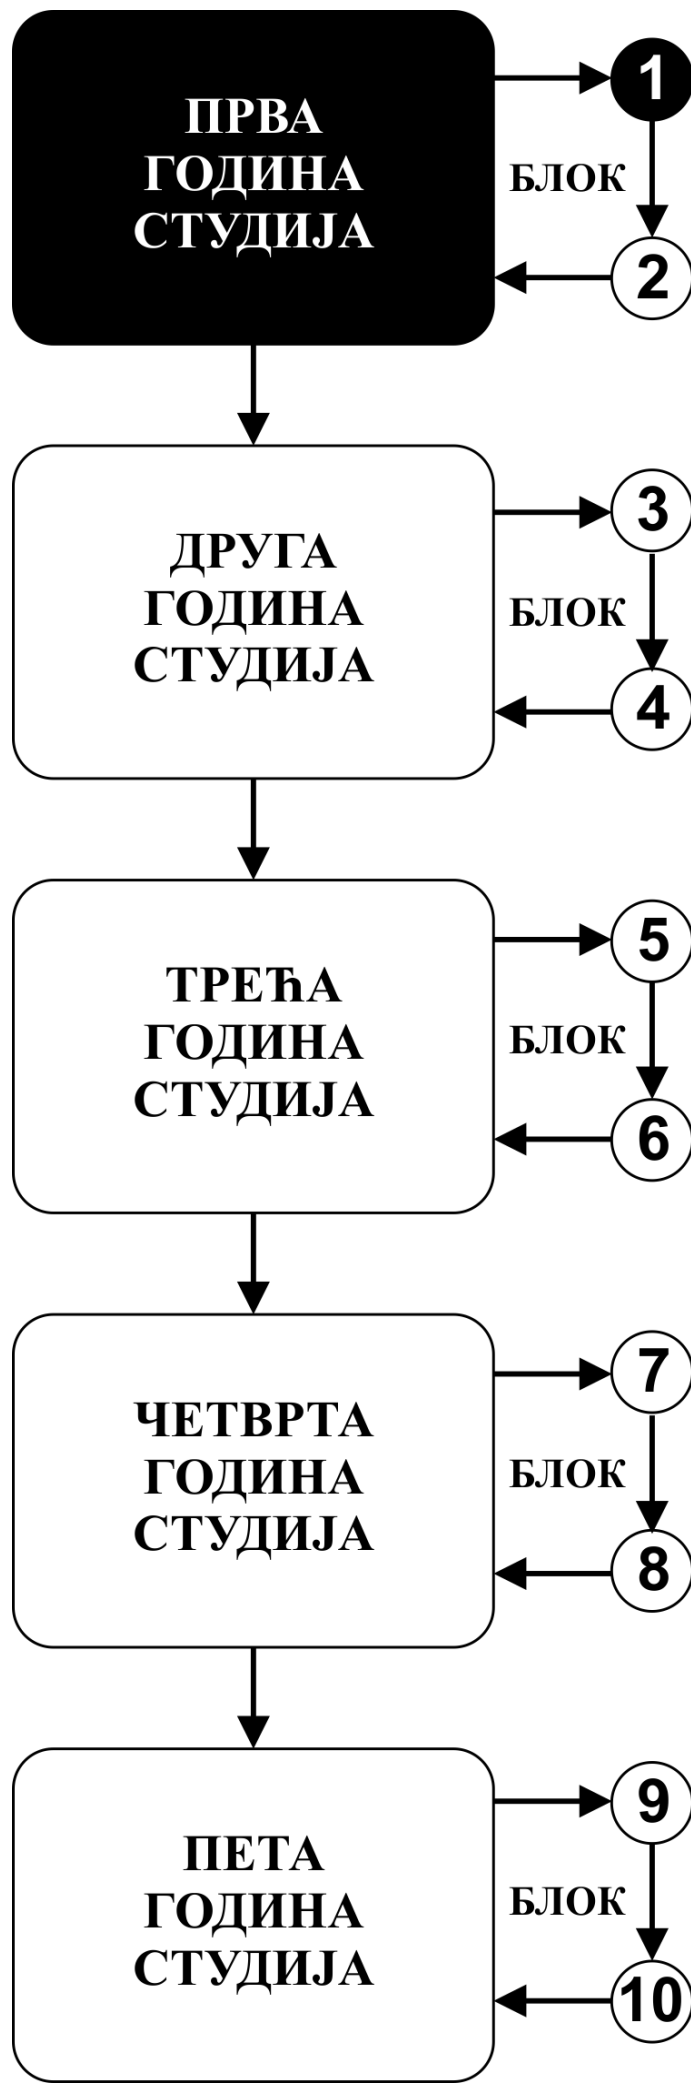 ПРВА
ГОДИНА
СТУДИЈА
1
БЛОК
2
ДРУГА
ГОДИНА
СТУДИЈА
3
БЛОК
4
ТРЕЋА
ГОДИНА
СТУДИЈА
5
БЛОК
6
ЧЕТВРТА
ГОДИНА
СТУДИЈА
7
БЛОК
8
ПЕТА
ГОДИНА
СТУДИЈА
9
БЛОК
10